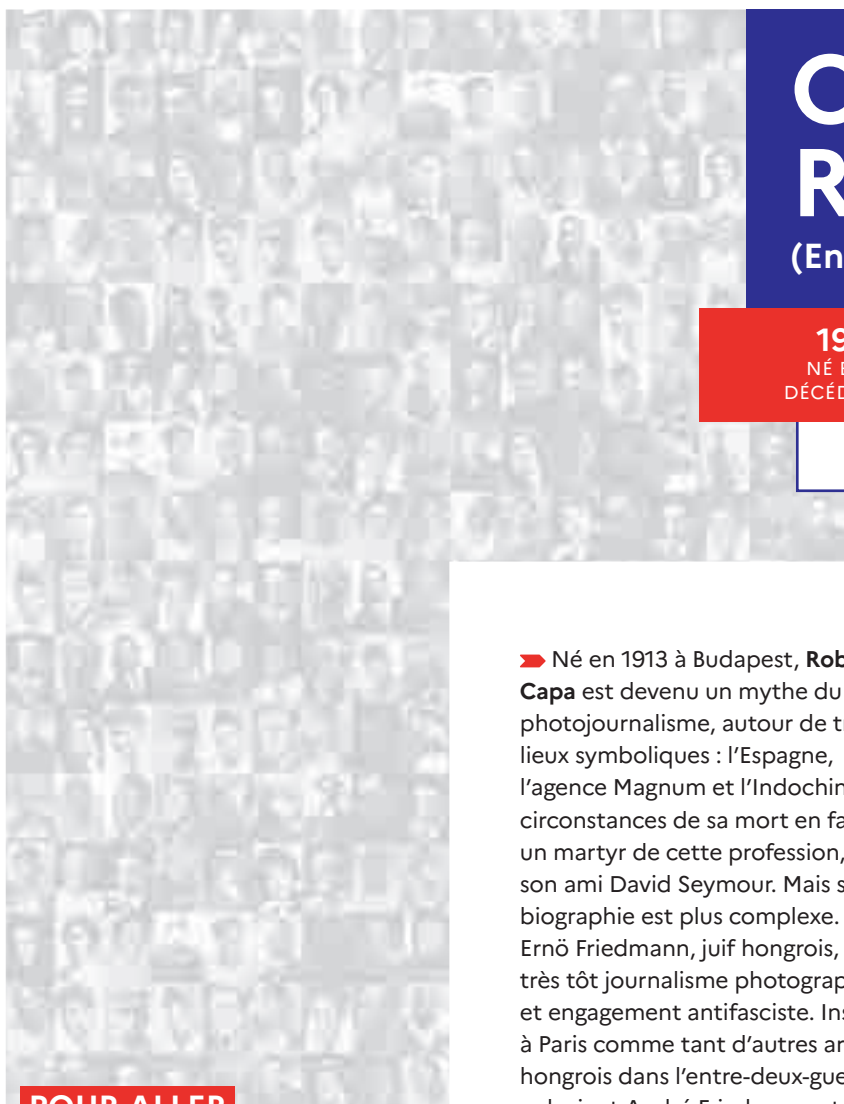 C
R
(En
19
NÉ E
DÉCÉD
Né en 1913 à Budapest, Rob
Capa est devenu un mythe du
photojournalisme, autour de tr
lieux symboliques : l’Espagne,
l’agence Magnum et l’Indochin
circonstances de sa mort en fa
un martyr de cette profession,
son ami David Seymour. Mais s
biographie est plus complexe.
Ernö Friedmann, juif hongrois,
très tôt journalisme photograp
et engagement antifasciste. Ins
à Paris comme tant d’autres ar
hongrois dans l’entre-deux-gue
POUR ALLER